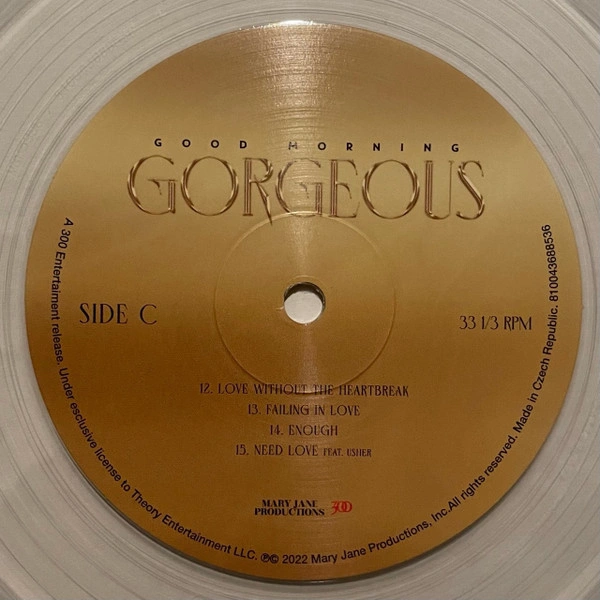 GOOD MORNING
GORGEOUS
SIDE C
33 1/3 RPM
12. LOVE WITHOUT THE HEARTBREAK
13. FAILING IN LOVE
14. ENOUGH
15. NEED LOVE FEAT. USHER
MARY JANE
PRODUCTIONS 300
A 300 Entertaiment release. Under exclusive license to Theory Entertainment LLC. ℗© 2022 Mary Jane Productions, Inc.All rights reserved. Made in Czech Republic. 810043688536